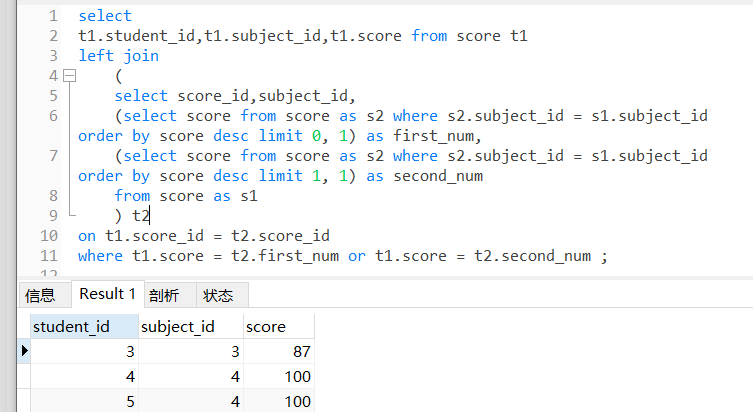 1 select
2 t1.student_id,t1.subject_id,t1.score from score t1
3 left join
4 (
5 select score_id,subject_id,
6 (select score from score as s2 where s2.subject_id = s1.subject_id
order by score desc limit 0, 1) as first_num,
7 (select score from score as s2 where s2.subject_id = s1.subject_id
order by score desc limit 1, 1) as second_num
8 from score as s1
9 ) t2
10 on t1.score_id = t2.score_id
11 where t1.score = t2.first_num or t1.score = t2.second_num ;
12
信息 Result 1 剖析 状态
student_id subject_id score
3 3 87
4 4 100
5 4 100